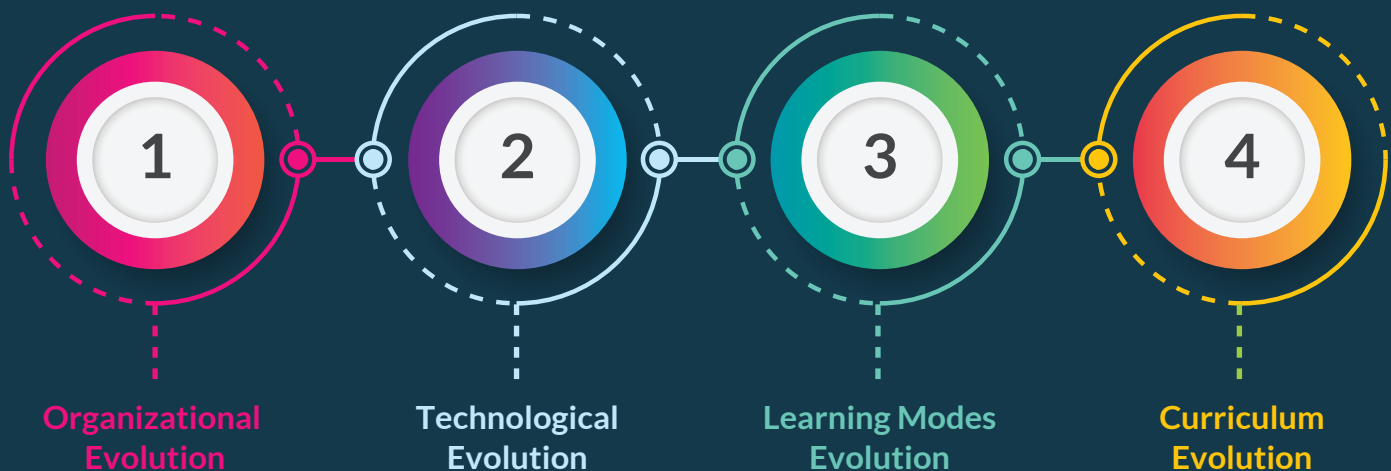 1
2
3
4
Organizational
Evolution
Technological
Evolution
Learning Modes
Evolution
Curriculum
Evolution